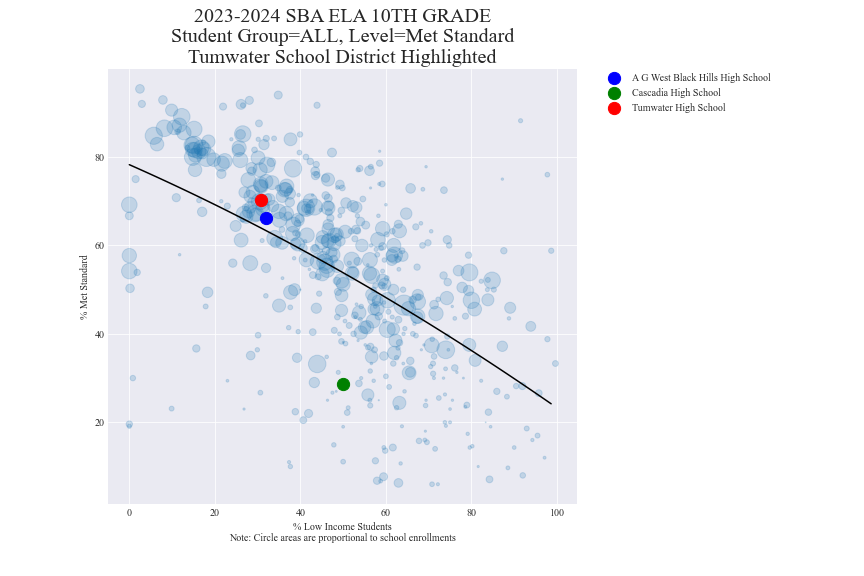 2023-2024 SBA ELA 10TH GRADE
Student Group=ALL, Level=Met Standard
Tumwater School District Highlighted
A G West Black Hills High School
Cascadia High School
Tumwater High School
% Met Standard
80
60
40
20
0 20 40 60 80 100
% Low Income Students
Note: Circle areas are proportional to school enrollments